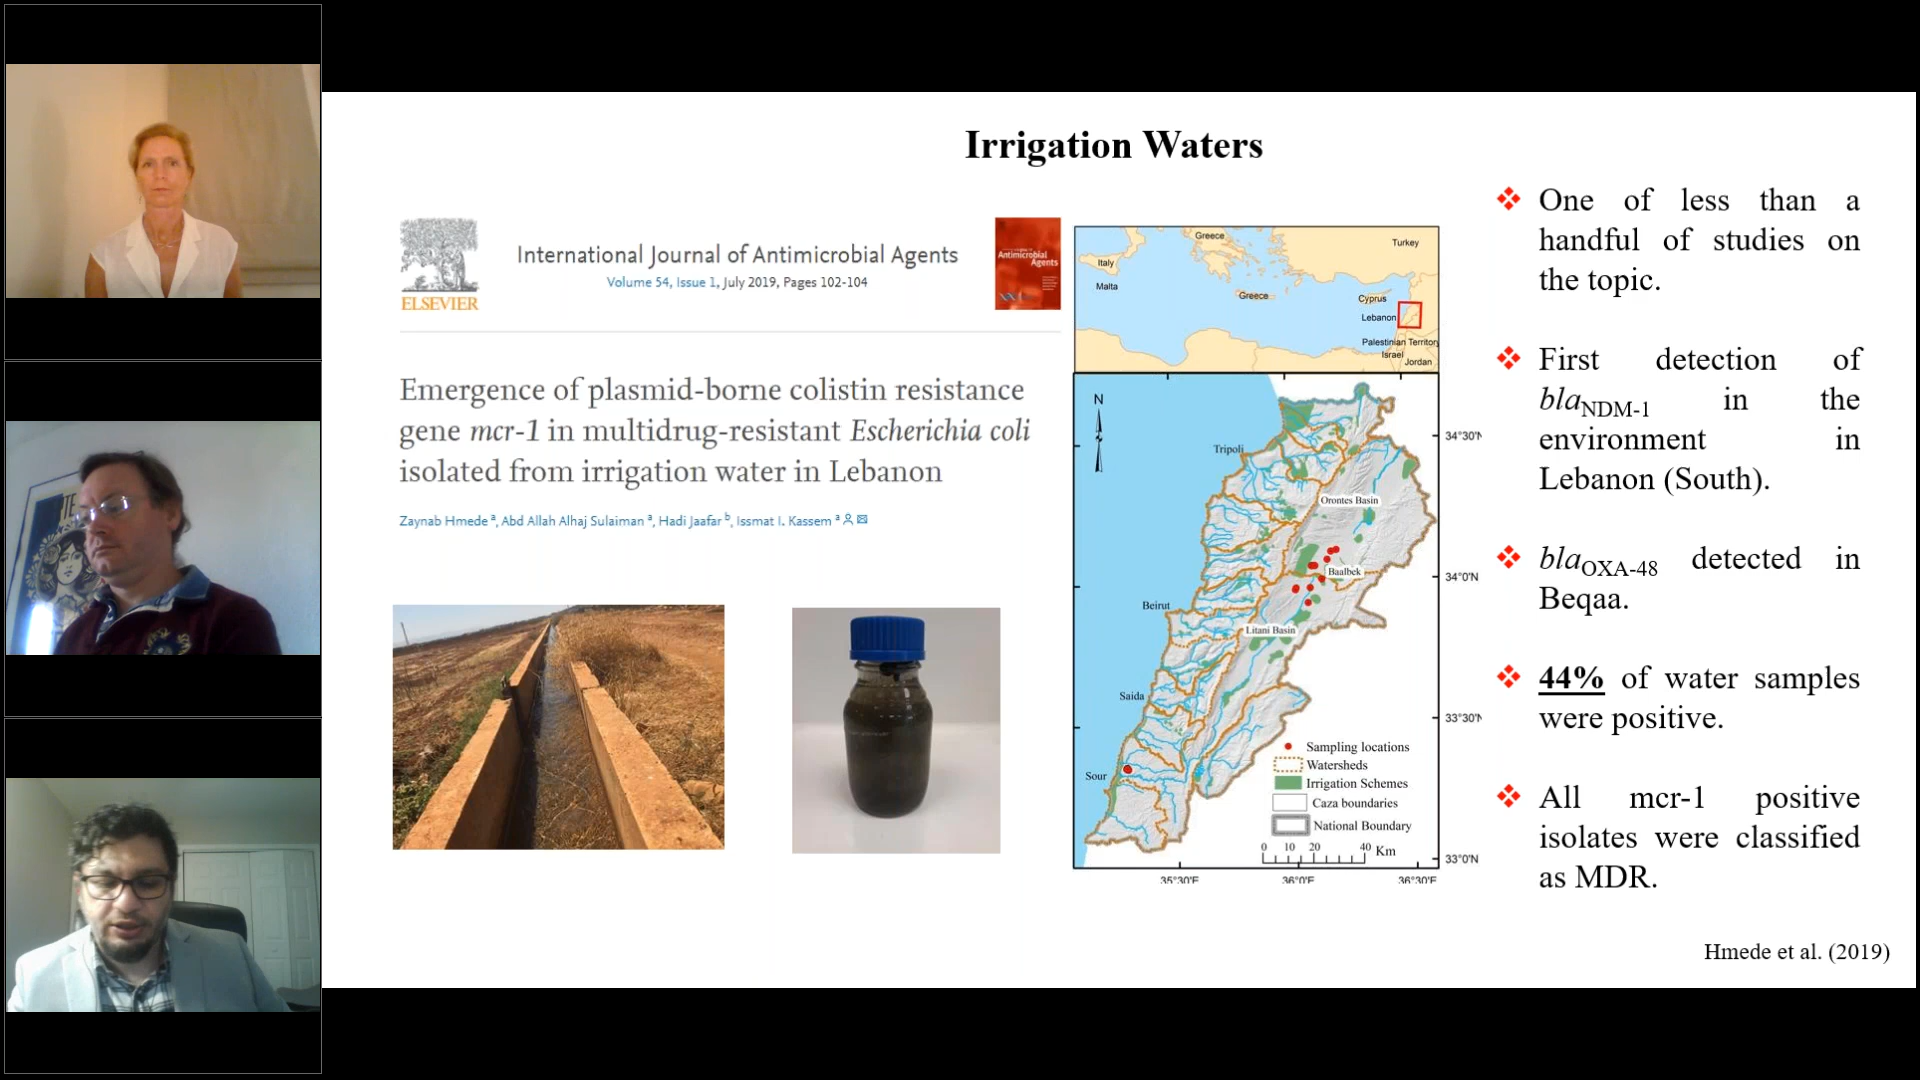 Irrigation Waters
ELSEVIER
International Journal of Antimicrobial Agents
Volume 54, Issue 1, July 2019, Pages 102-104
Antimicrobial
Agents
Emergence of plasmid-borne colistin resistance
gene mcr-1 in multidrug-resistant Escherichia coli
isolated from irrigation water in Lebanon
Zaynab Hmede a, Abd Allah Alhaj Sulaiman a, Hadi Jaafar b, Issmat I. Kassem a
Greece
Turkey
Italy
Malta
Greece
Cyprus
Lebanon
Palestinian Territory
Israel
Jordan
N
Tripoli
Orontes Basin
Baalbek
Beirut
Litani Basin
Saida
Sour
Sampling locations
Watersheds
Irrigation Schemes
Caza boundaries
National Boundary
0 10 20 40 Km
34°30'N
34°0'N
33°30'N
33°0'N
35°30'E 36°0'E 36°30'E
❖ One of less than a
handful of studies on
the topic.
❖ First detection of
blaNDM-1 in the
environment in
Lebanon (South).
❖ blaOXA-48 detected in
Beqaa.
❖ 44% of water samples
were positive.
❖ All mcr-1 positive
isolates were classified
as MDR.
Hmede et al. (2019)